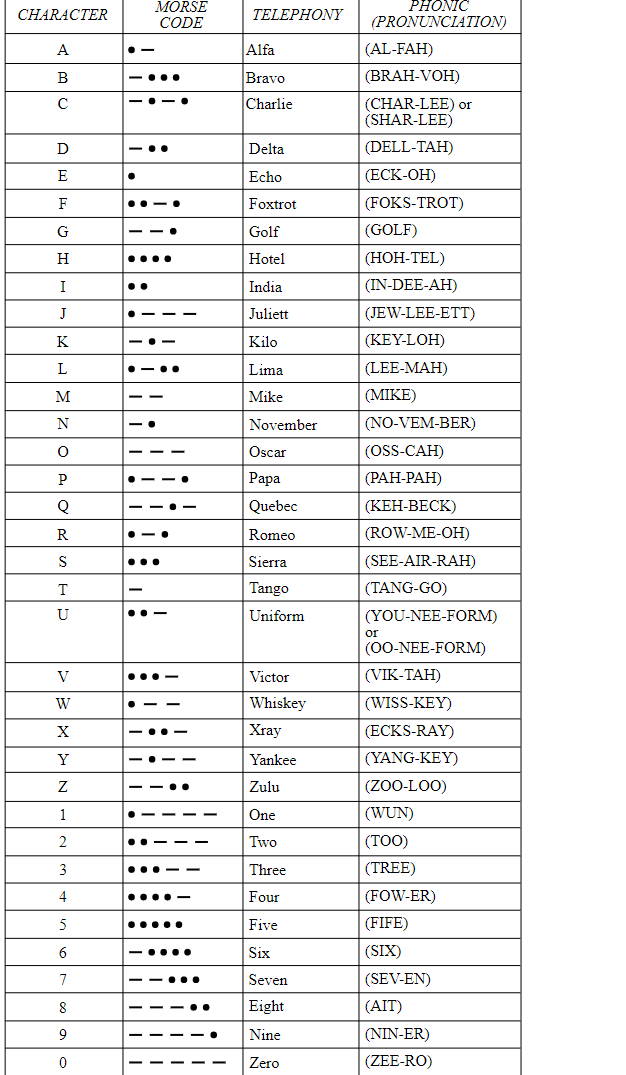 CHARACTER MORSE CODE TELEPHONY PHONIC (PRONUNCIATION)
A ● — Alfa (AL-FAH)
B — ● ● ● Bravo (BRAH-VOH)
C — ● — ● Charlie (CHAR-LEE) or
(SHAR-LEE)
D — ● ● Delta (DELL-TAH)
E ● Echo (ECK-OH)
F ● ● — ● Foxtrot (FOKS-TROT)
G — — ● Golf (GOLF)
H ● ● ● ● Hotel (HOH-TEL)
I ● ● India (IN-DEE-AH)
J ● — — — Juliett (JEW-LEE-ETT)
K — ● — Kilo (KEY-LOH)
L ● — ● ● Lima (LEE-MAH)
M — — Mike (MIKE)
N — ● November (NO-VEM-BER)
O — — — Oscar (OSS-CAH)
P ● — — ● Papa (PAH-PAH)
Q — — ● — Quebec (KEH-BECK)
R ● — ● Romeo (ROW-ME-OH)
S ● ● ● Sierra (SEE-AIR-RAH)
T — Tango (TANG-GO)
U ● ● — Uniform (YOU-NEE-FORM)
or
(OO-NEE-FORM)
V ● ● ● — Victor (VIK-TAH)
W ● — — Whiskey (WISS-KEY)
X — ● ● — Xray (ECKS-RAY)
Y — ● — — Yankee (YANG-KEY)
Z — — ● ● Zulu (ZOO-LOO)
1 ● — — — — One (WUN)
2 ● ● — — — Two (TOO)
3 ● ● ● — — Three (TREE)
4 ● ● ● ● — Four (FOW-ER)
5 ● ● ● ● ● Five (FIFE)
6 — ● ● ● ● Six (SIX)
7 — — ● ● ● Seven (SEV-EN)
8 — — — ● ● Eight (AIT)
9 — — — — ● Nine (NIN-ER)
0 — — — — — Zero (ZEE-RO)